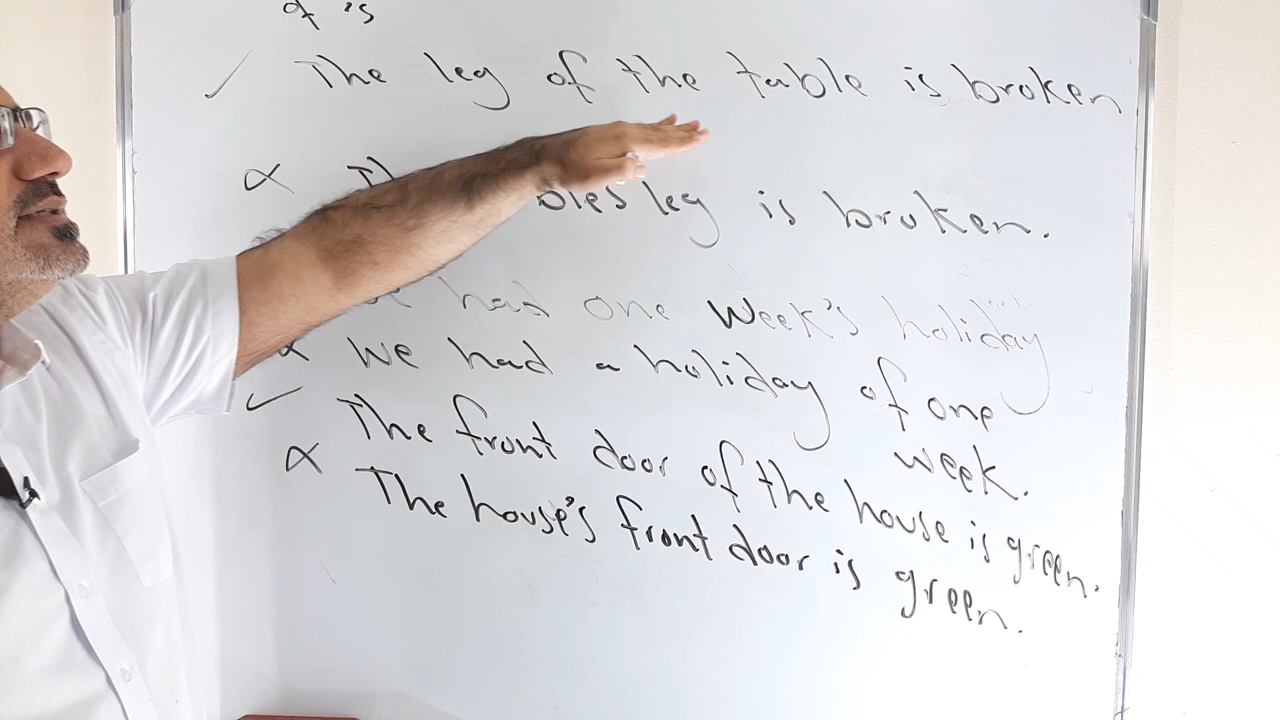 of 's
✓ The leg of the table is broken
× leg is broken.
had one week's holiday
× We had a holiday of one
week.
✓ The front door of the house is green.
× The house's front door is green.